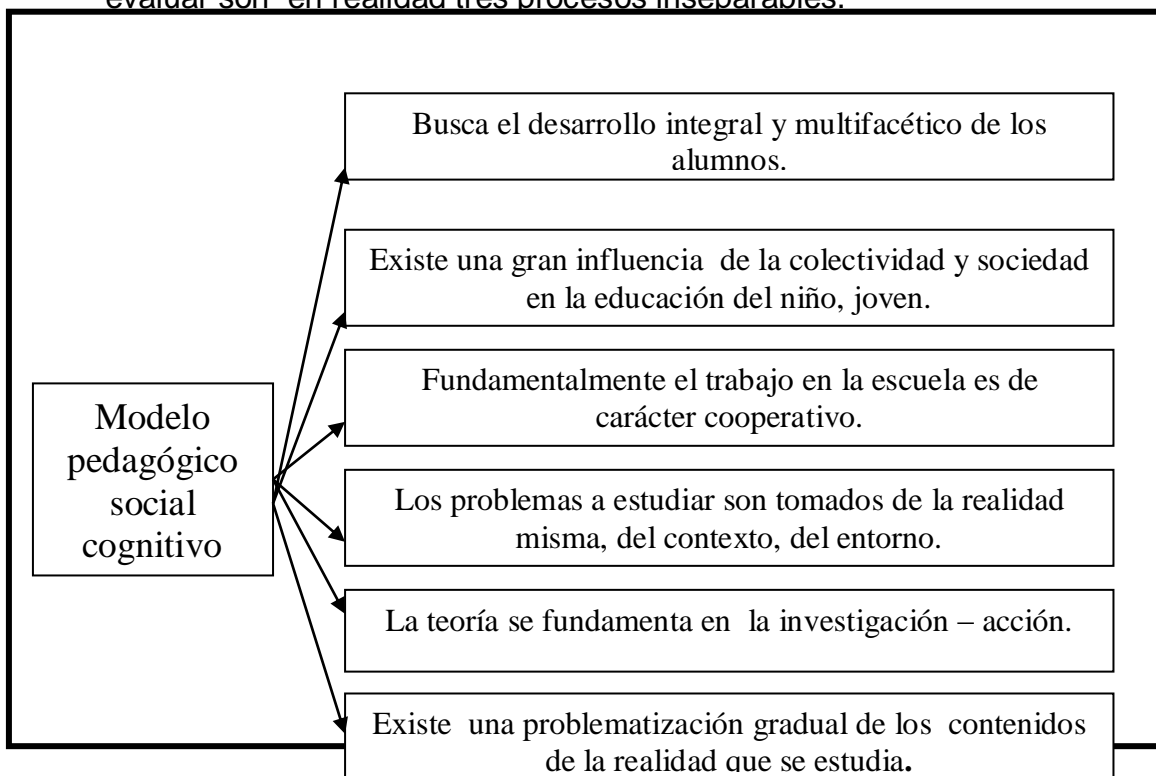 evaluar son en realidad tres procesos inseparables.
Busca el desarrollo integral y multifacético de los
alumnos.
Existe una gran influencia de la colectividad y sociedad
en la educación del niño, joven.
Fundamentalmente el trabajo en la escuela es de
carácter cooperativo.
Modelo
pedagógico
social
cognitivo
Los problemas a estudiar son tomados de la realidad
misma, del contexto, del entorno.
La teoría se fundamenta en la investigación – acción.
Existe una problematización gradual de los contenidos
de la realidad que se estudia.